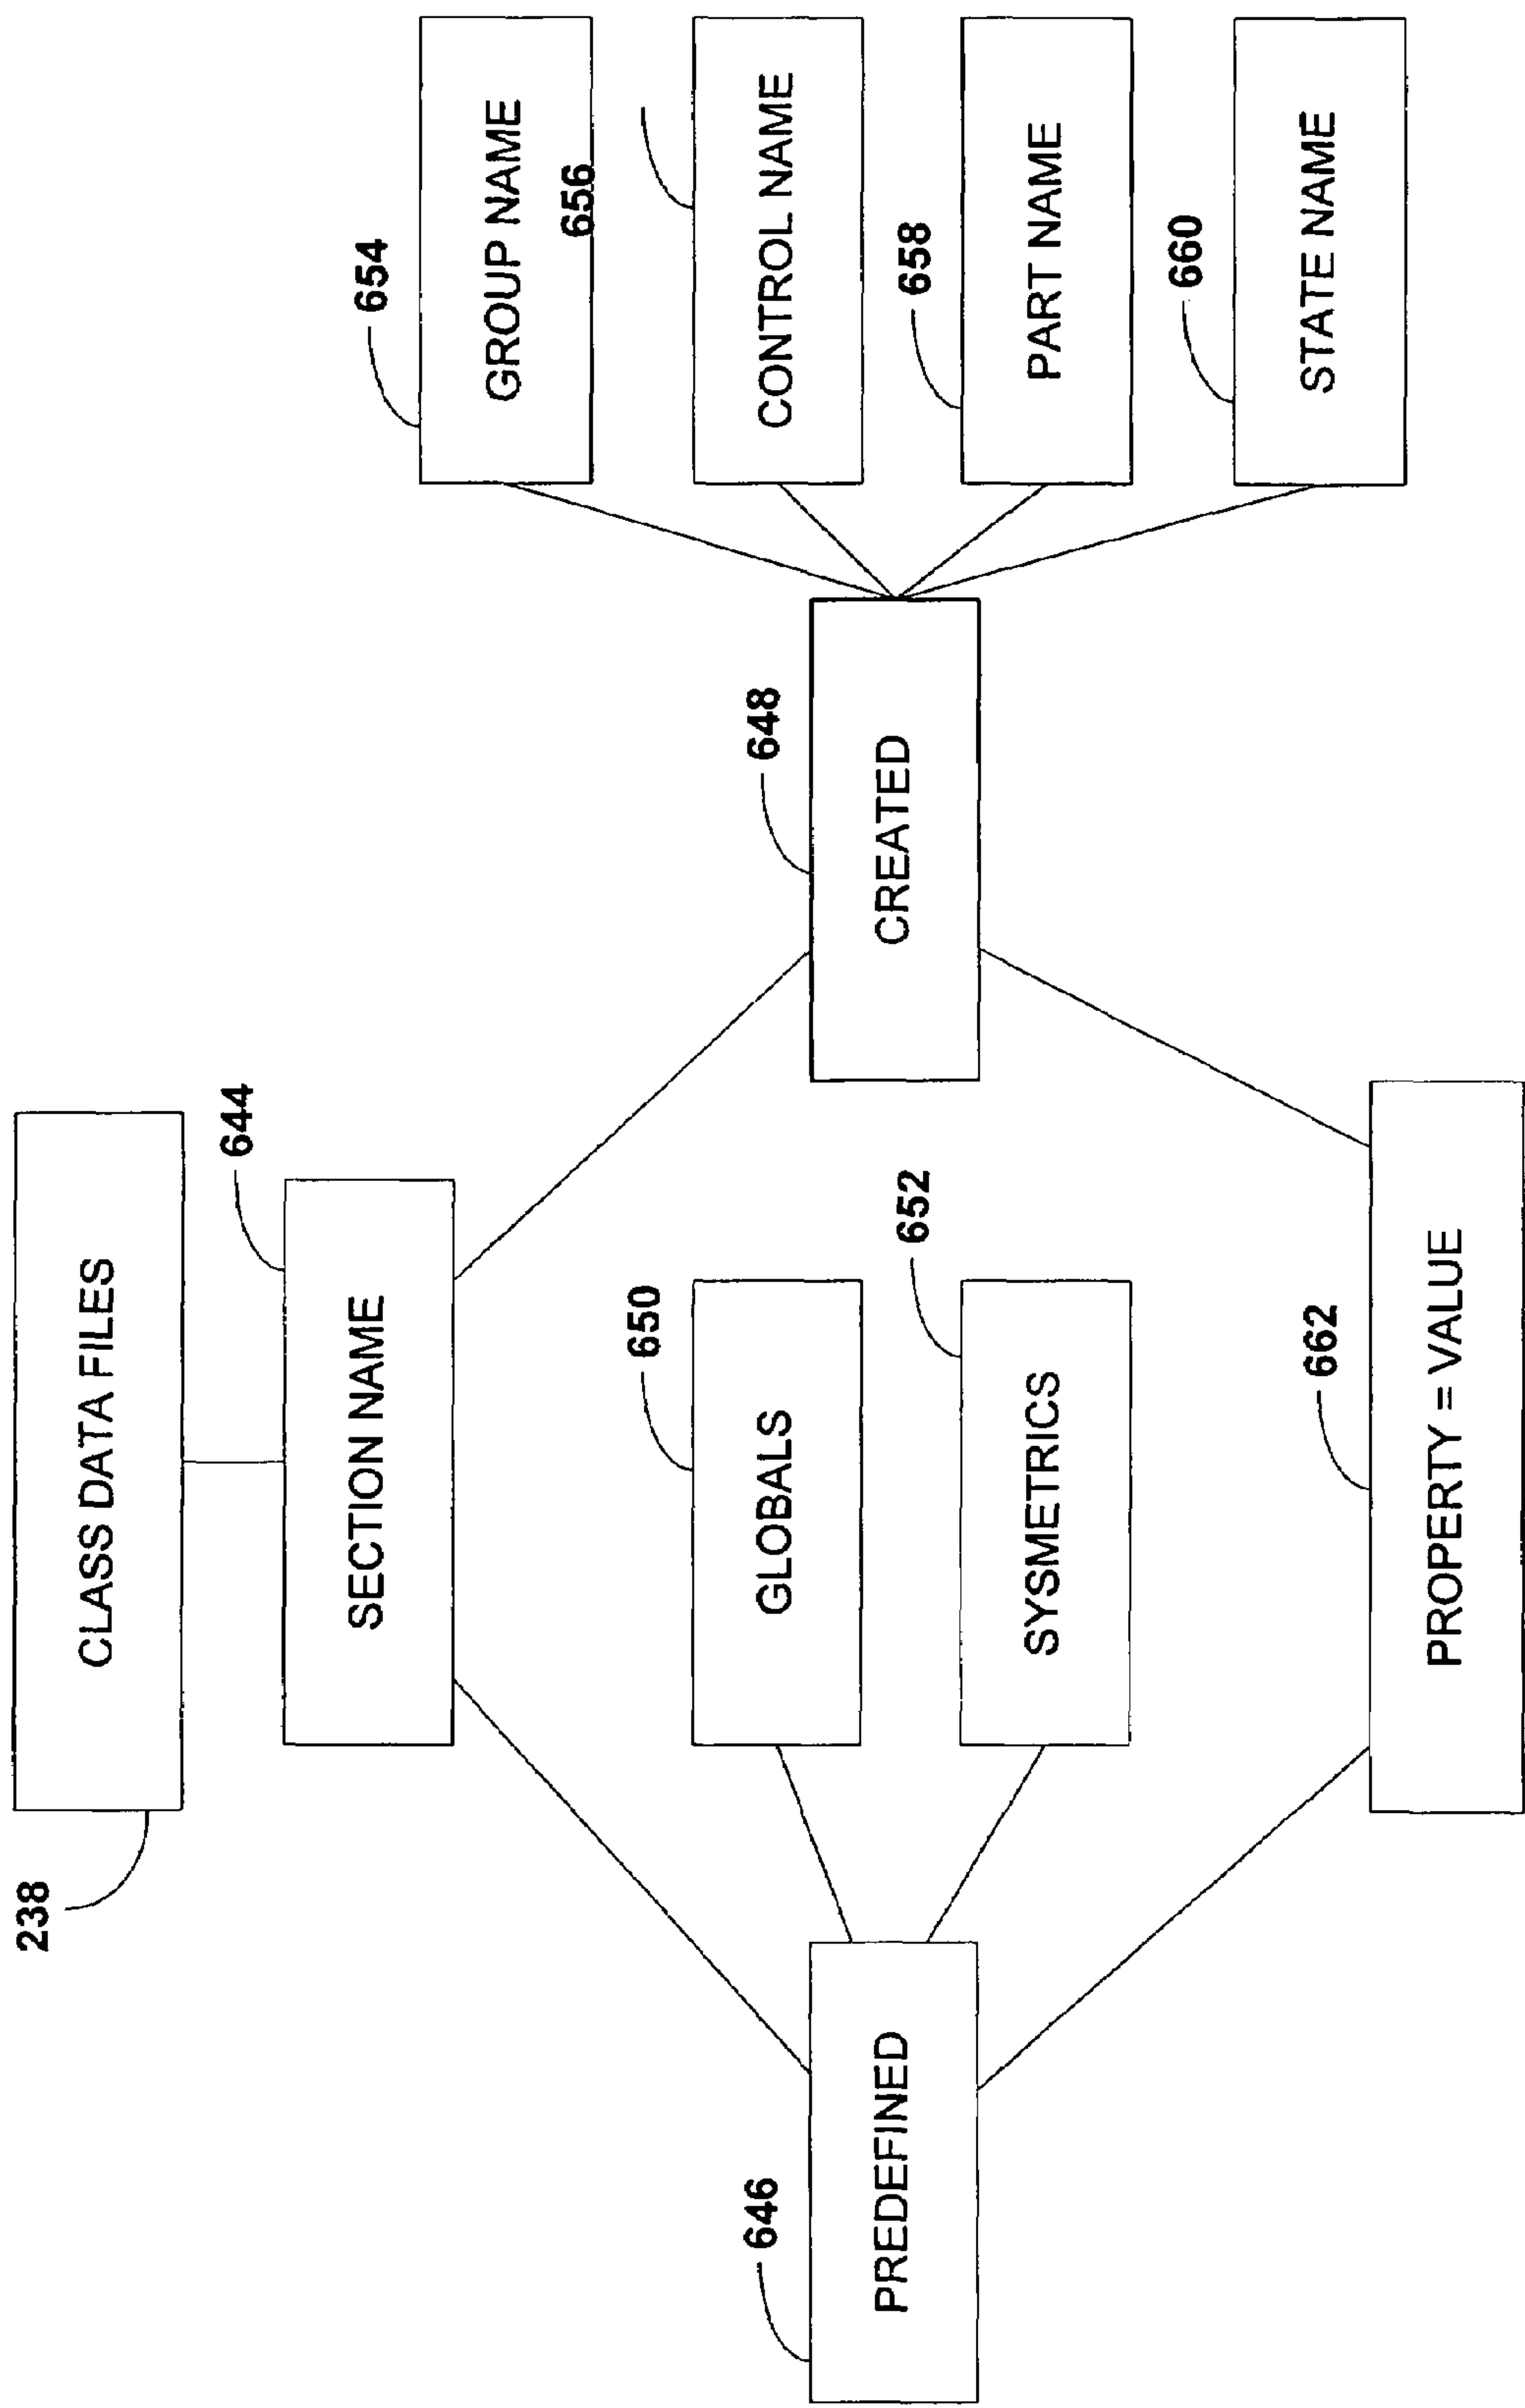 238
CLASS DATA FILES
644
SECTION NAME
654
GROUP NAME
656
650
GLOBALS
CONTROL NAME
646
PREDEFINED
648
CREATED
652
SYSMETRICS
658
PART NAME
660
STATE NAME
662
PROPERTY = VALUE